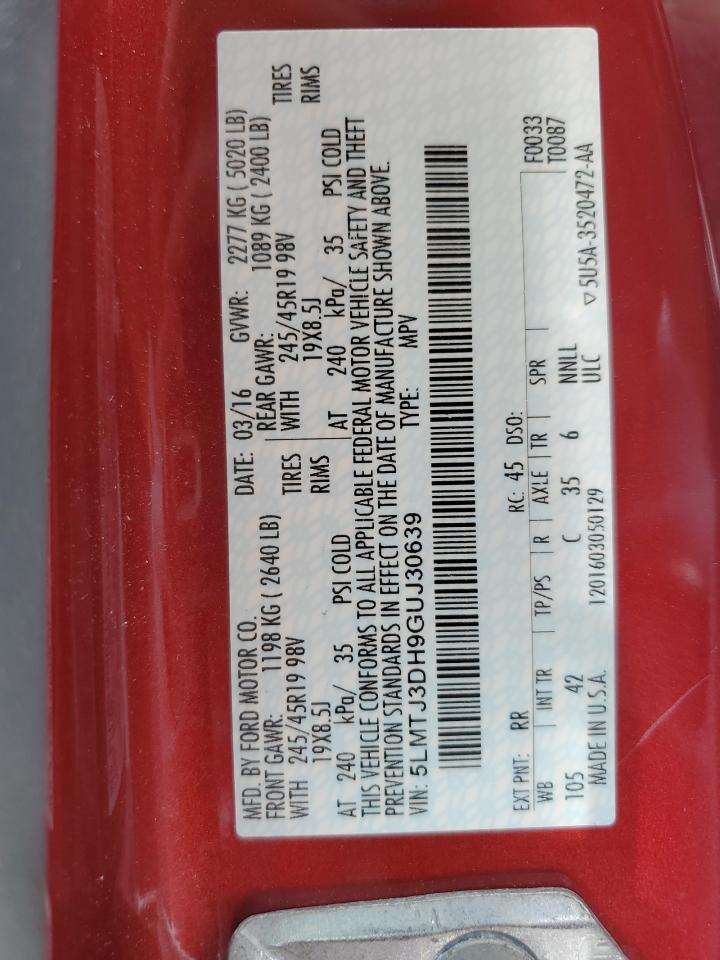 MFD. BY FORD MOTOR CO.
DATE: 03/16 GVWR: 2277 KG ( 5020 LB)
FRONT GAWR: 1198 KG ( 2640 LB)
REAR GAWR: 1089 KG ( 2400 LB)
WITH 245/45R19 98V TIRES
WITH 245/45R19 98V TIRES
19X8.5J RIMS
19X8.5J RIMS
AT 240 kPa/ 35 PSI COLD
AT 240 kPa/ 35 PSI COLD
THIS VEHICLE CONFORMS TO ALL APPLICABLE FEDERAL MOTOR VEHICLE SAFETY AND THEFT
PREVENTION STANDARDS IN EFFECT ON THE DATE OF MANUFACTURE SHOWN ABOVE.
VIN: 5LMTJ3DH9GUJ30639 TYPE: MPV
EXT PNT: RR RC: 45 DSO: F0033
T0087
WB INT TR TP/PS R AXLE TR SPR
105 42 C 35 6 NNLL
ULC
MADE IN U.S.A. 1201603050129 ▽5U5A-3520472-AA